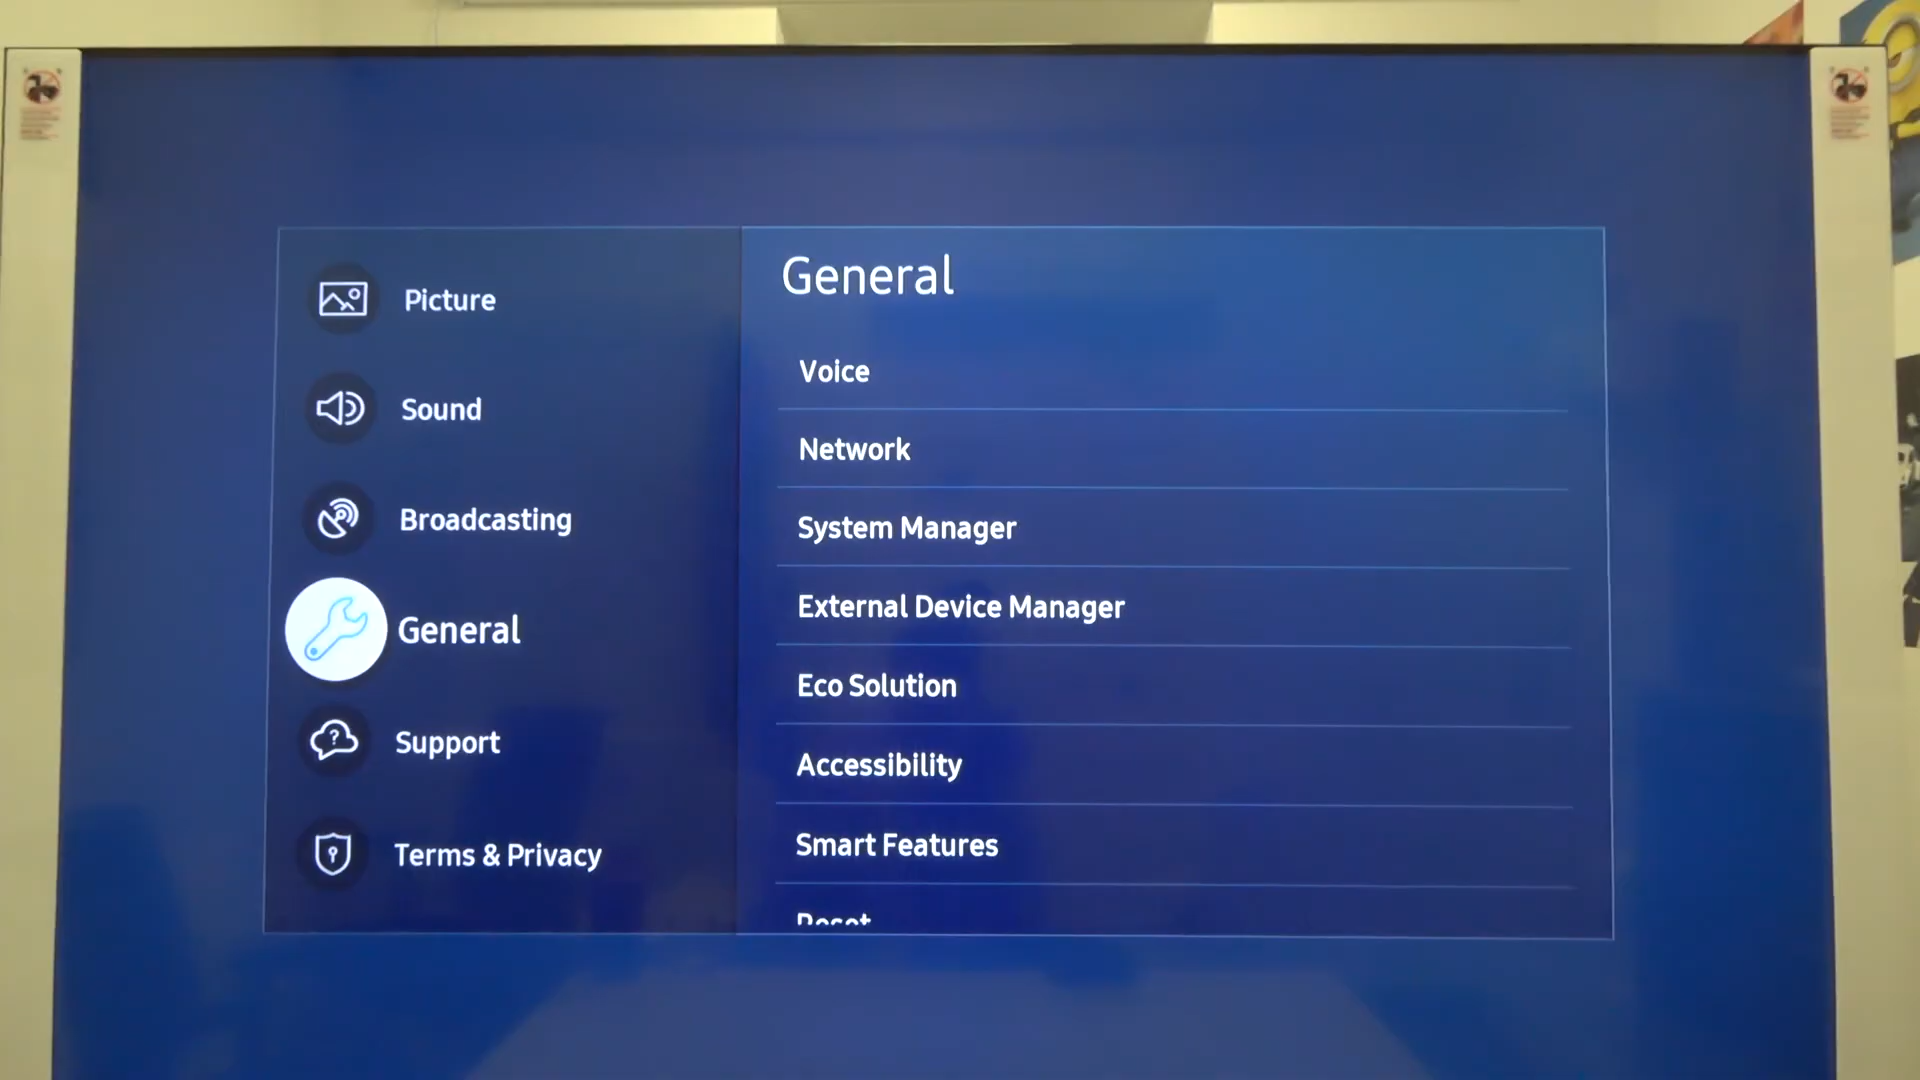 Picture
Sound
Broadcasting
General
Support
Terms & Privacy
General
Voice
Network
System Manager
External Device Manager
Eco Solution
Accessibility
Smart Features
Reset